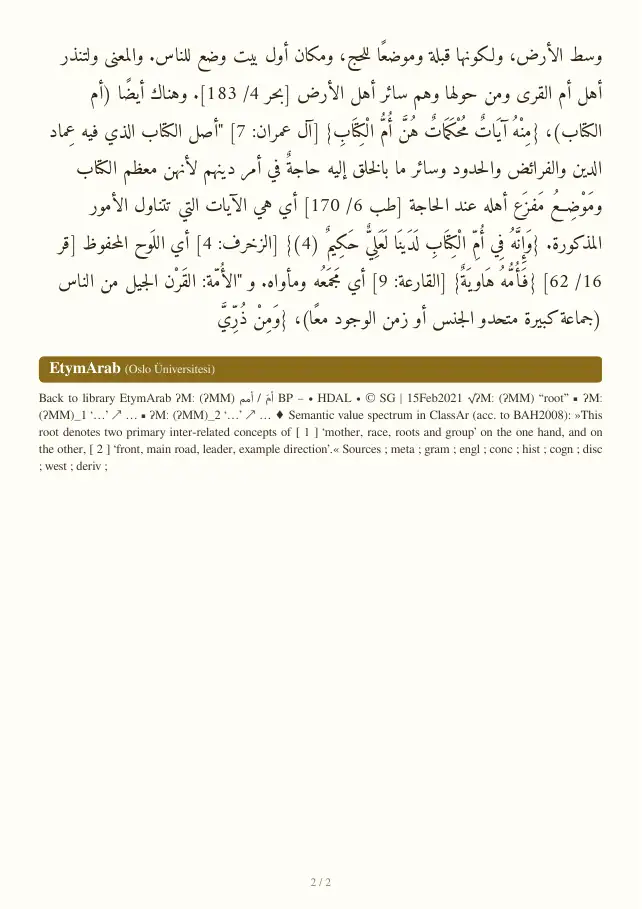 وسط الأرض، ولكونها قبلة وموضعًا للحج، ومكان أول بيت وضع للناس. والمعنى ولتنذر
أهل أم القرى ومن حولها وهم سائر أهل الأرض [بحر 4/ 183]. وهناك أيضًا (أم
الكتاب)، {مِنْهُ آيَاتٌ مُحْكَمَاتٌ هُنَّ أُمُّ الْكِتَابِ} [آل عمران: 7] "أصل الكتاب الذي فيه عِماد
الدين والفرائض والحدود وسائر ما بالخلق إليه حاجةٌ في أمر دينهم لأنهن معظم الكتاب
ومَوْضِعُ مَفزَع أهله عند الحاجة [طب 6/ 170] أي هي الآيات التي تتناول الأمور
المذكورة. {وَإِنَّهُ فِي أُمِّ الْكِتَابِ لَدَيْنَا لَعَلِيٌّ حَكِيمٌ (4)} [الزخرف: 4] أي اللَوح المحفوظ [قر
16/ 62] {فَأُمُّهُ هَاوِيَةٌ} [القارعة: 9] أي مَجْمَعُه ومأواه. و "الأُمّة: القَرْن الجيل من الناس
(جماعة كبيرة متحدو الجنس أو زمن الوجود معًا)، {وَمِنْ ذُرِّيَّ
EtymArab (Oslo Üniversitesi)
Back to library EtymArab ʔM: (ʔMM) أمّ / أمم BP – • HDAL • © SG | 15Feb2021 √ʔM: (ʔMM) “root” ▪ ʔM:
(ʔMM)_1 ‘…’ ↗ … ▪ ʔM: (ʔMM)_2 ‘…’ ↗ … ♦ Semantic value spectrum in ClassAr (acc. to BAH2008): »This
root denotes two primary inter-related concepts of [ 1 ] ‘mother, race, roots and group’ on the one hand, and on
the other, [ 2 ] ‘front, main road, leader, example direction’.« Sources ; meta ; gram ; engl ; conc ; hist ; cogn ; disc
; west ; deriv ;
2 / 2